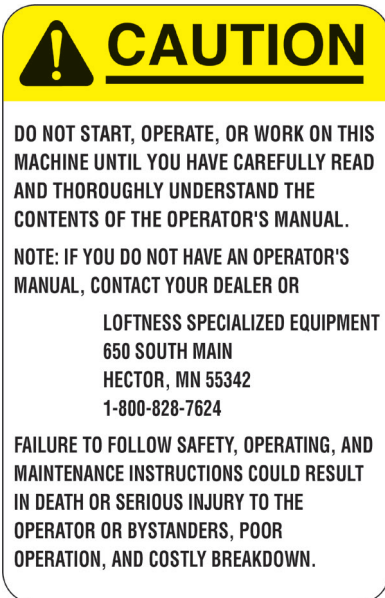 CAUTION
DO NOT START, OPERATE, OR WORK ON THIS
MACHINE UNTIL YOU HAVE CAREFULLY READ
AND THOROUGHLY UNDERSTAND THE
CONTENTS OF THE OPERATOR'S MANUAL.
NOTE: IF YOU DO NOT HAVE AN OPERATOR'S
MANUAL, CONTACT YOUR DEALER OR
LOFTNESS SPECIALIZED EQUIPMENT
650 SOUTH MAIN
HECTOR, MN 55342
1-800-828-7624
FAILURE TO FOLLOW SAFETY, OPERATING, AND
MAINTENANCE INSTRUCTIONS COULD RESULT
IN DEATH OR SERIOUS INJURY TO THE
OPERATOR OR BYSTANDERS, POOR
OPERATION, AND COSTLY BREAKDOWN.